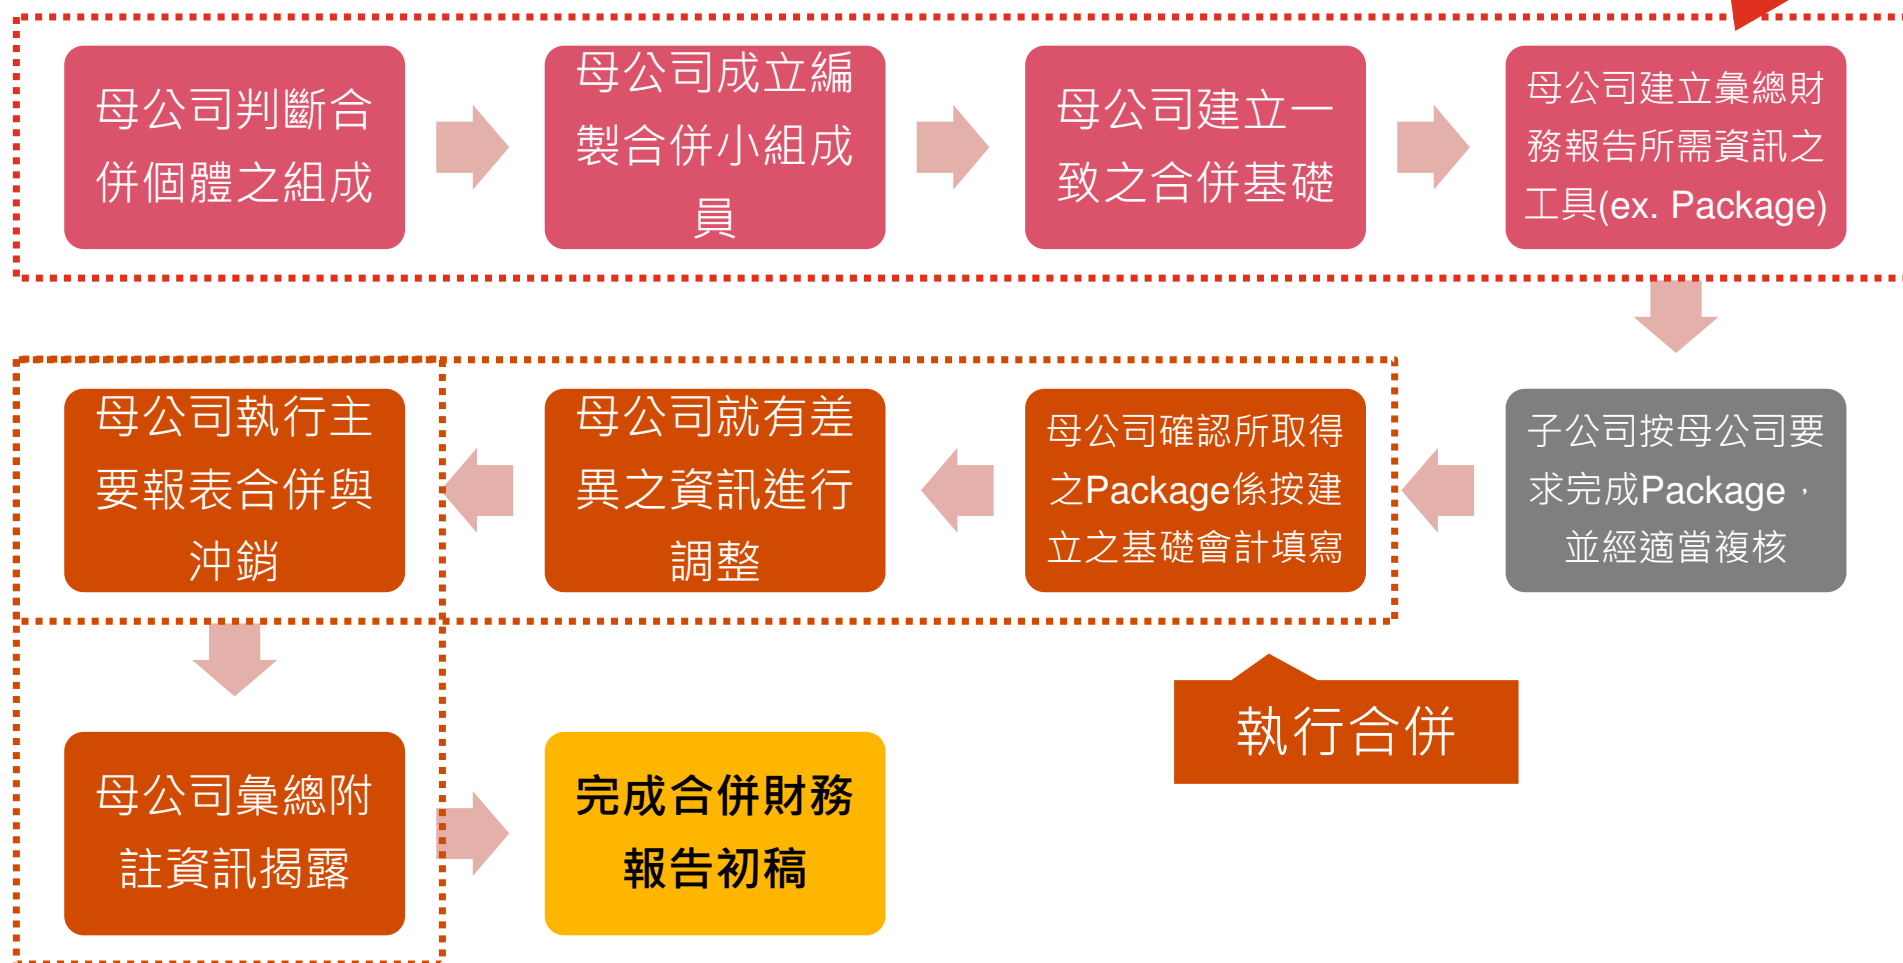 母公司判斷合
併個體之組成
母公司成立編
製合併小組成
員
母公司建立一
致之合併基礎
母公司建立彙總財
務報告所需資訊之
工具(ex. Package)
子公司按母公司要
求完成Package，
並經適當複核
母公司確認所取得
之Package係按建
立之基礎會計填寫
母公司就有差
異之資訊進行
調整
母公司執行主
要報表合併與
沖銷
執行合併
母公司彙總附
註資訊揭露
完成合併財務
報告初稿